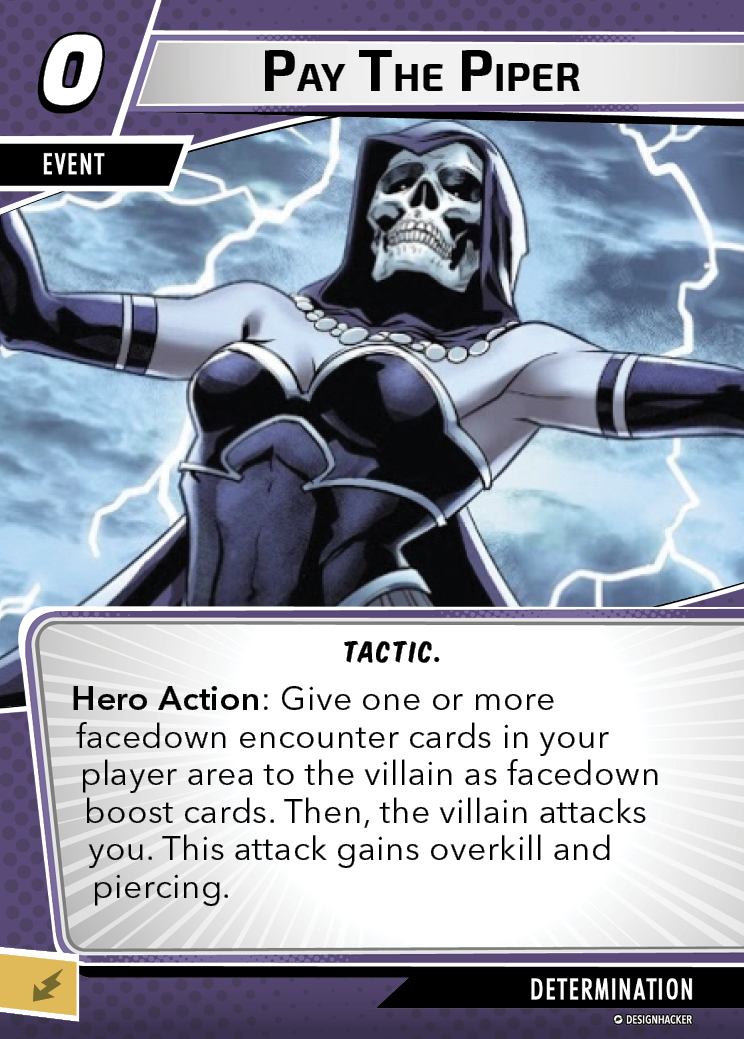 0
PAY THE PIPER
EVENT
TACTIC.
Hero Action: Give one or more
facedown encounter cards in your
player area to the villain as facedown
boost cards. Then, the villain attacks
you. This attack gains overkill and
piercing.
DETERMINATION
DESIGNHACKER